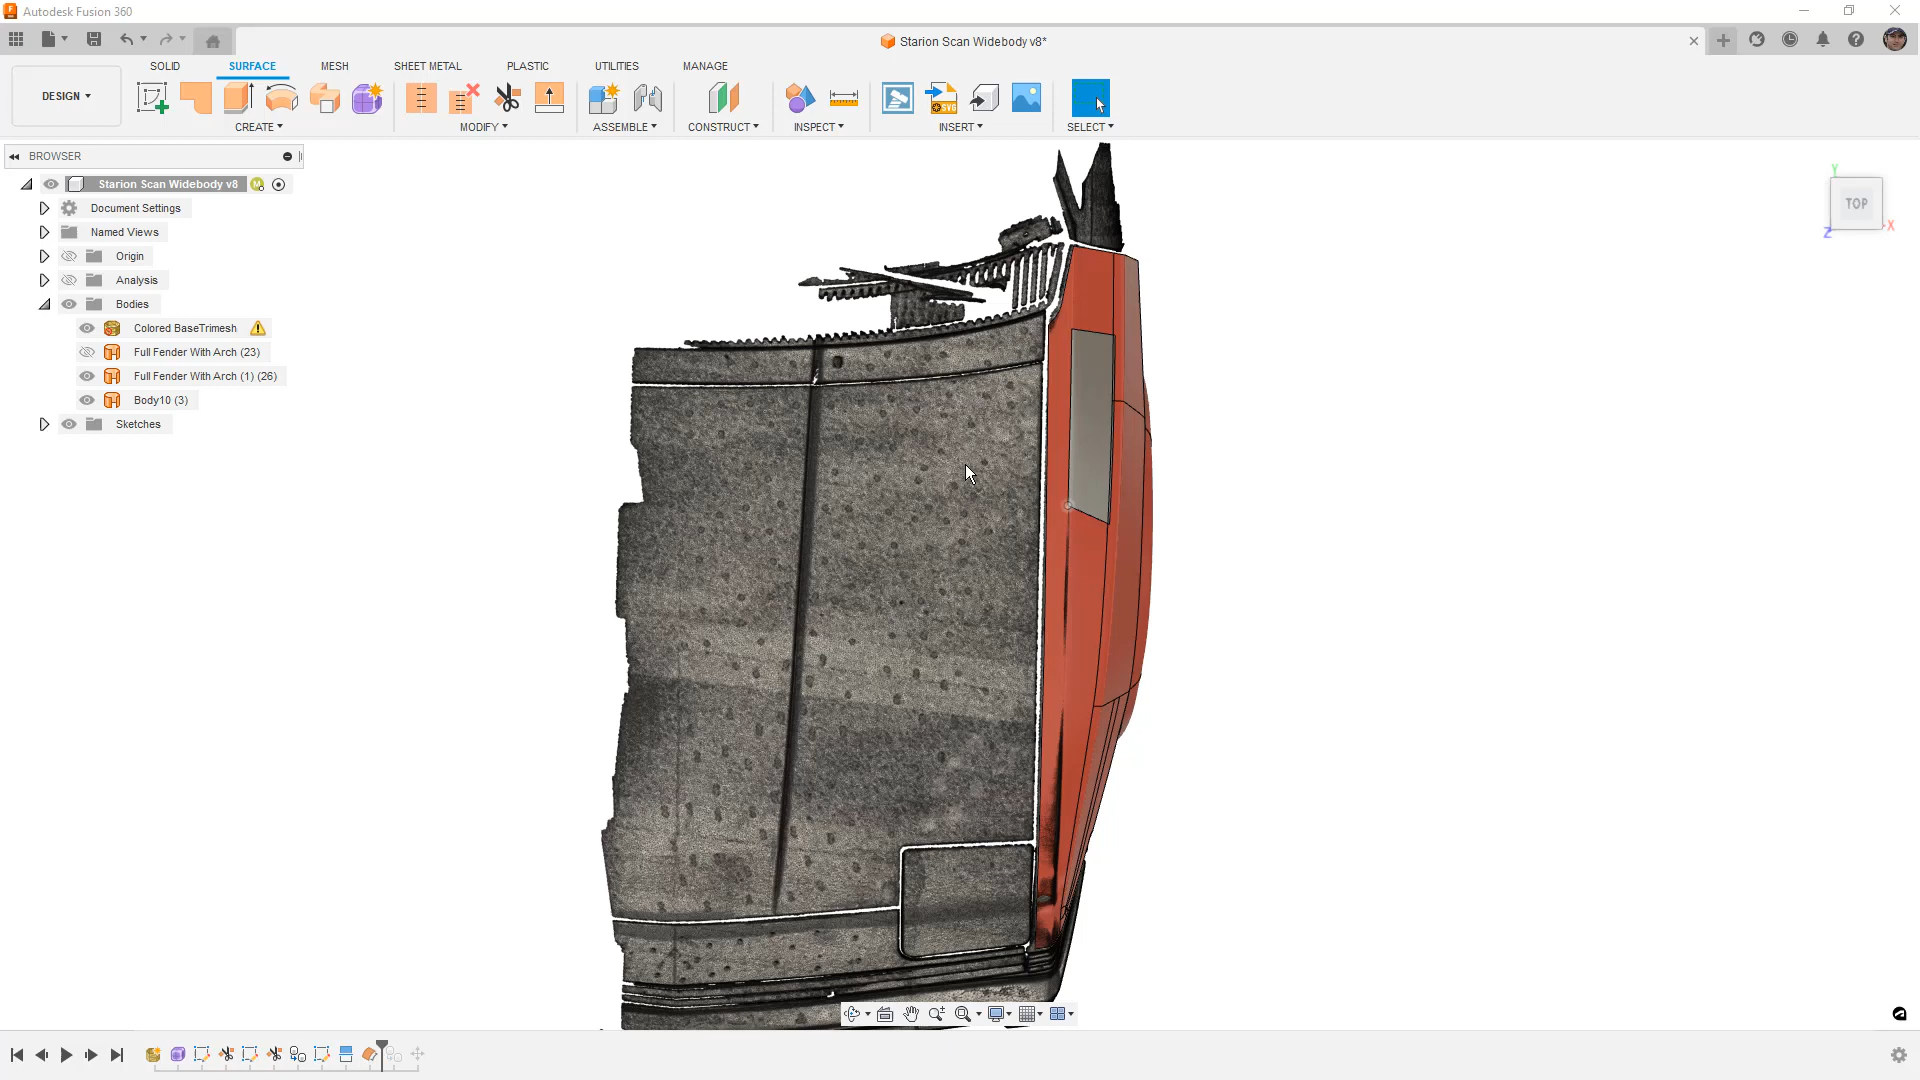 Autodesk Fusion 360
Starion Scan Widebody v8*
DESIGN
SOLID
SURFACE
MESH
SHEET METAL
PLASTIC
UTILITIES
MANAGE
CREATE
MODIFY
ASSEMBLE
CONSTRUCT
INSPECT
INSERT
SELECT
BROWSER
Starion Scan Widebody v8
Document Settings
Named Views
Origin
Analysis
Bodies
Colored BaseTrimesh
Full Fender With Arch (23)
Full Fender With Arch (1) (26)
Body10 (3)
Sketches
Y
TOP
X
Z